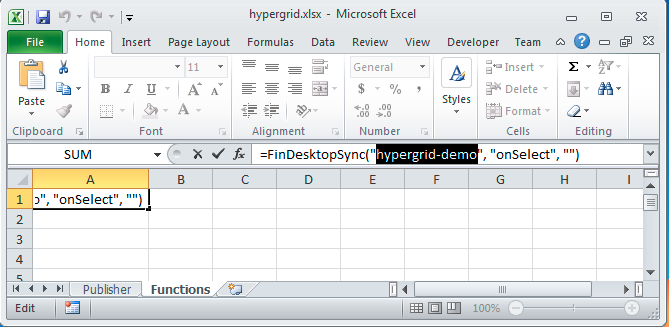 hypergrid.xlsx - Microsoft Excel
File Home Insert Page Layout Formulas Data Review View Developer Team
Paste
Clipboard
11
B I U A A
Font
Alignment
General
$ % ,
Number
Styles
Insert
Delete
Format
Cells
Editing
SUM fx =FinDesktopSync("hypergrid-demo", "onSelect", "")
A B C D E F G H I
1 o", "onSelect", "")
2
3
4
5
Publisher Functions
Edit 100%